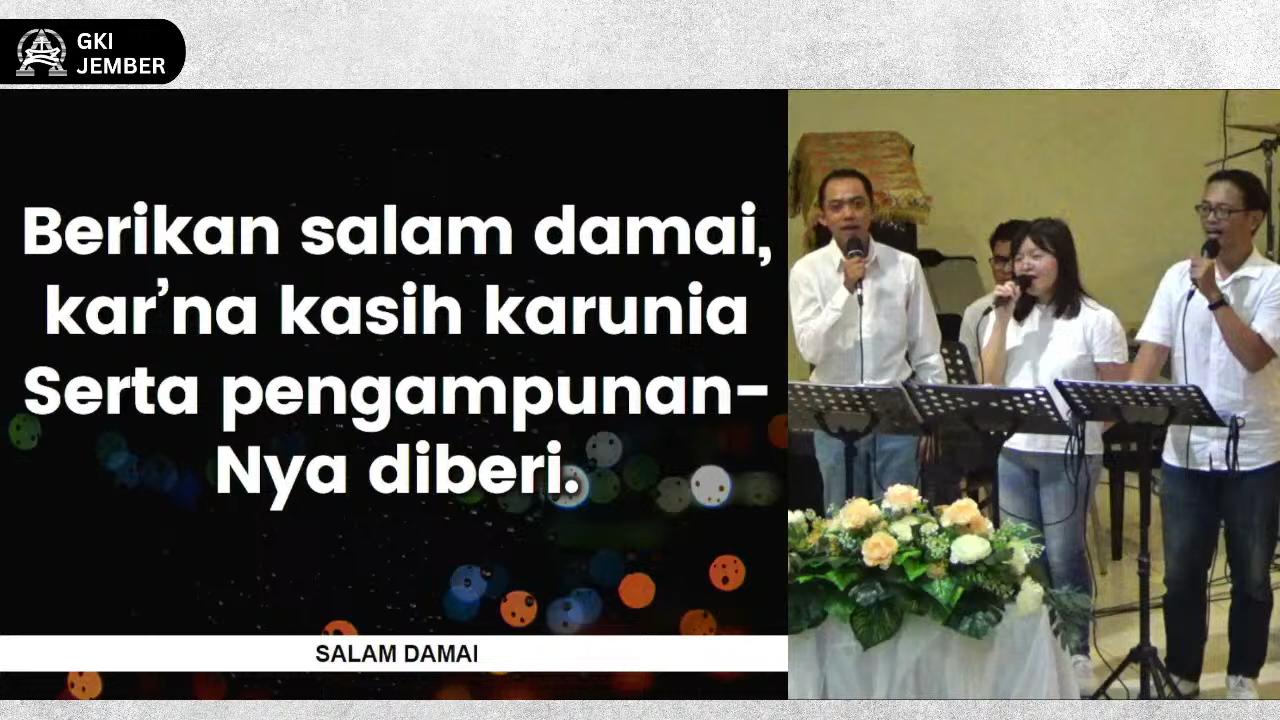 GKI
JEMBER
Berikan salam damai,
kar’na kasih karunia
Serta pengampunan-
Nya diberi.
SALAM DAMAI